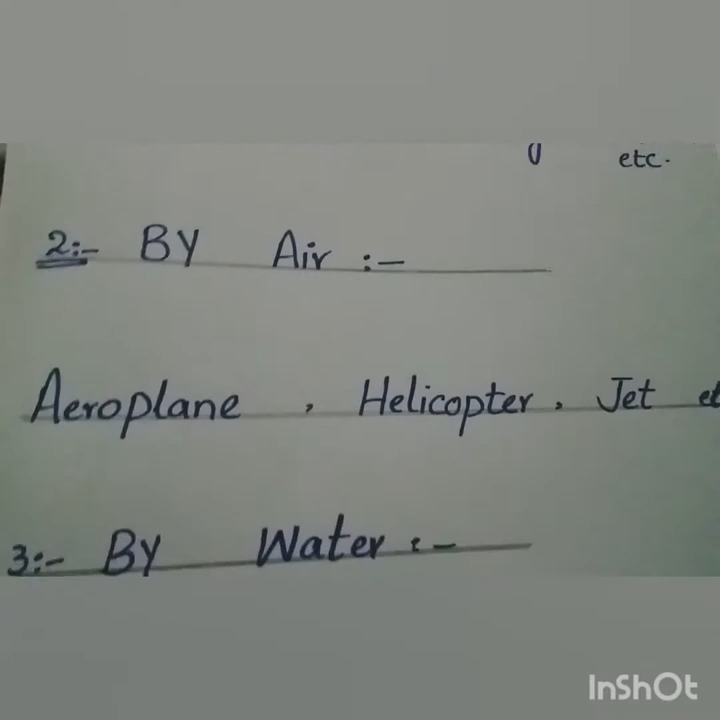 etc.
2:- BY Air :-
Aeroplane , Helicopter , Jet
3:- BY Water :-
InShOt